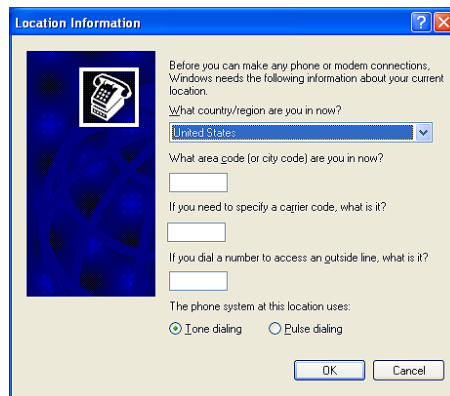 Location Information
Before you can make any phone or modem connections,
Windows needs the following information about your current
location.
What country/region are you in now?
United States
What area code (or city code) are you in now?
If you need to specify a carrier code, what is it?
If you dial a number to access an outside line, what is it?
The phone system at this location uses:
Tone dialing Pulse dialing
OK Cancel